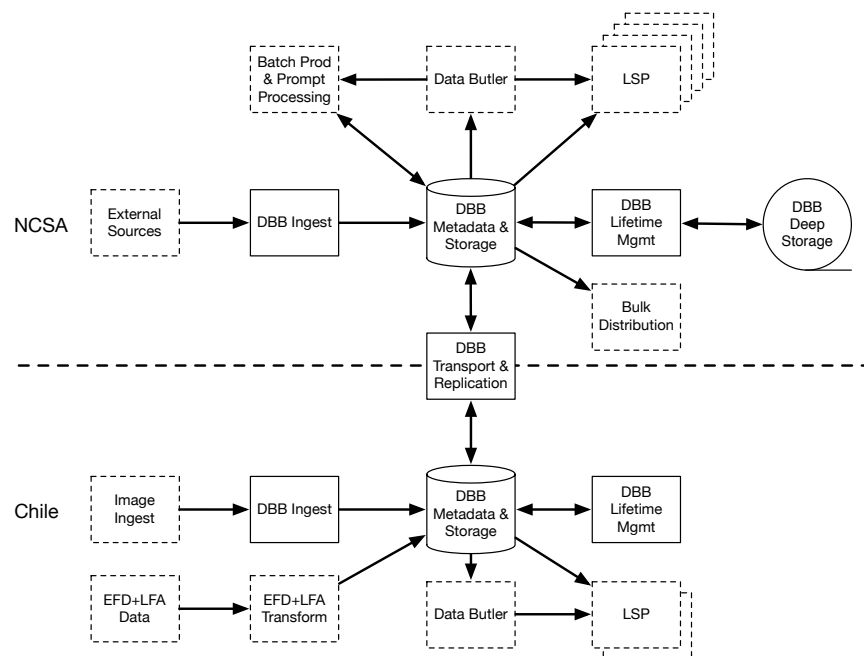 Batch Prod
& Prompt
Processing
Data Butler
LSP
NCSA
External
Sources
DBB Ingest
DBB
Metadata &
Storage
DBB
Lifetime
Mgmt
DBB
Deep
Storage
Bulk
Distribution
DBB
Transport &
Replication
Chile
Image
Ingest
DBB Ingest
DBB
Metadata &
Storage
DBB
Lifetime
Mgmt
EFD+LFA
Data
EFD+LFA
Transform
Data Butler
LSP